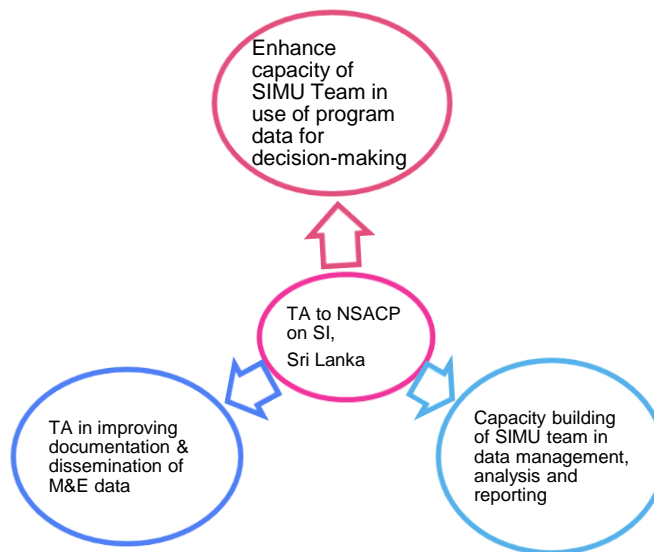 Enhance
capacity of
SIMU Team in
use of program
data for
decision-making
TA to NSACP
on SI,
Sri Lanka
TA in improving
documentation &
dissemination of
M&E data
Capacity building
of SIMU team in
data management,
analysis and
reporting